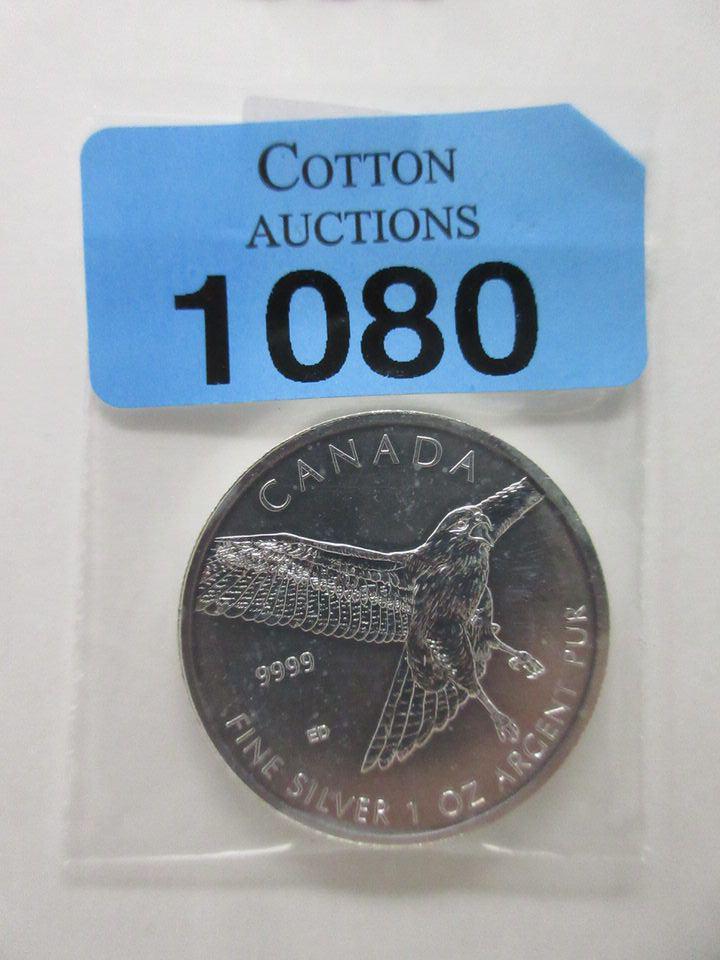 COTTON
AUCTIONS
1080
CANADA
9999
ED
FINE SILVER 1 OZ ARGENT PUR